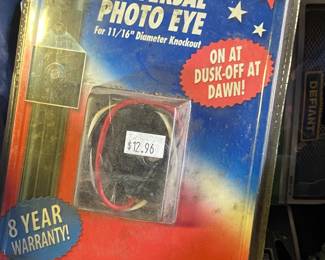 PHOTO EYE
For 11/16" Diameter Knockout
ON AT
DUSK-OFF AT
DAWN!
$12.96
8 YEAR
WARRANTY!
DEFIANT